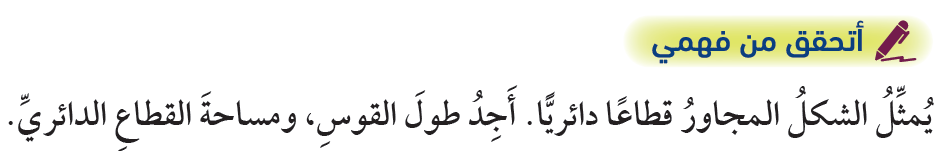 أتحقق من فهمي
يُمثِّلُ الشكلُ المجاورُ قطاعًا دائريًّا. أَجِدُ طولَ القوسِ، ومساحةَ القطاعِ الدائريِّ.